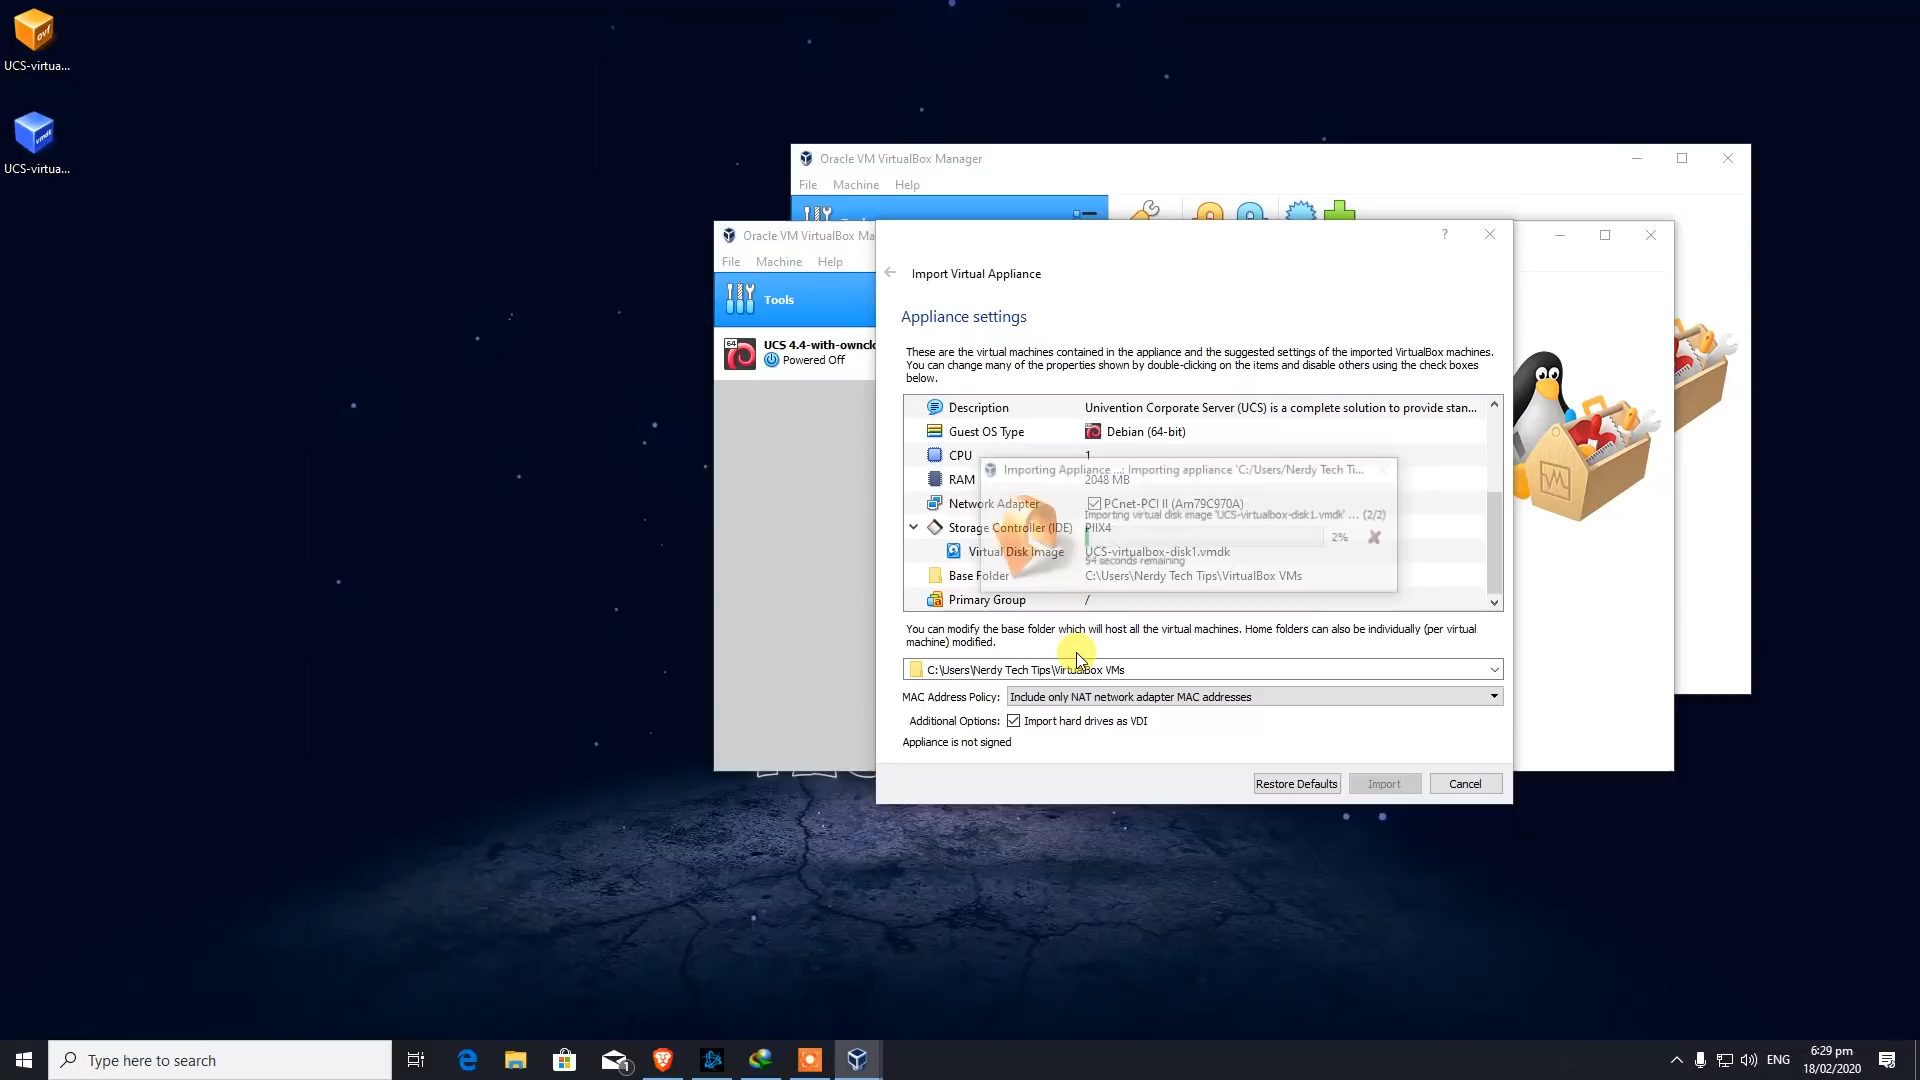 ovf
UCS-virtua...
vmdk
UCS-virtua...
Oracle VM VirtualBox Manager
File Machine Help
Oracle VM VirtualBox Ma
File Machine Help
Tools
64
UCS 4.4-with-ownclo
Powered Off
?
Import Virtual Appliance
Appliance settings
These are the virtual machines contained in the appliance and the suggested settings of the imported VirtualBox machines.
You can change many of the properties shown by double-clicking on the items and disable others using the check boxes
below.
Description Univention Corporate Server (UCS) is a complete solution to provide stan...
Guest OS Type Debian (64-bit)
CPU 1
Importing Appliance ...: Importing appliance 'C:/Users/Nerdy Tech Ti...
RAM 2048 MB
Network Adapter PCnet-PCI II (Am79C970A)
Importing virtual disk image 'UCS-virtualbox-disk1.vmdk' ... (2/2)
Storage Controller (IDE) PIIX4
2%
Virtual Disk Image UCS-virtualbox-disk1.vmdk
54 seconds remaining
Base Folder C:\Users\Nerdy Tech Tips\VirtualBox VMs
Primary Group /
You can modify the base folder which will host all the virtual machines. Home folders can also be individually (per virtual
machine) modified.
C:\Users\Nerdy Tech Tips\VirtualBox VMs
MAC Address Policy: Include only NAT network adapter MAC addresses
Additional Options: Import hard drives as VDI
Appliance is not signed
Restore Defaults Import Cancel
Type here to search
1
ENG
6:29 pm
18/02/2020